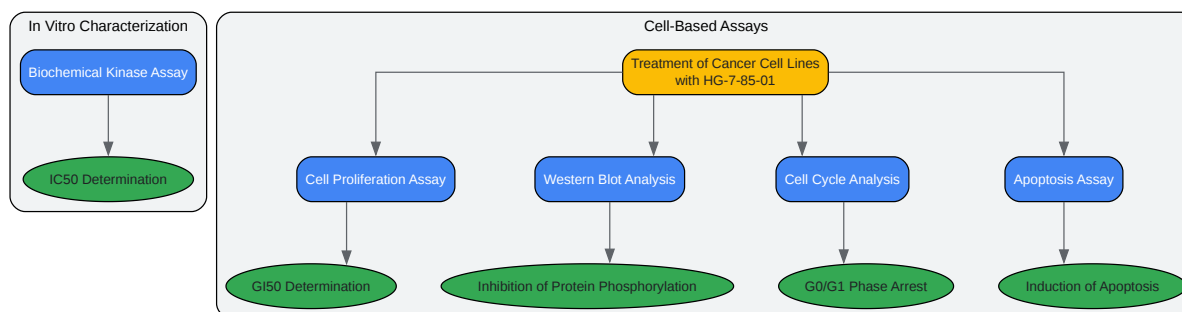 In Vitro Characterization
Biochemical Kinase Assay
IC50 Determination
Cell-Based Assays
Treatment of Cancer Cell Lines
with HG-7-85-01
Cell Proliferation Assay
Western Blot Analysis
Cell Cycle Analysis
Apoptosis Assay
GI50 Determination
Inhibition of Protein Phosphorylation
G0/G1 Phase Arrest
Induction of Apoptosis